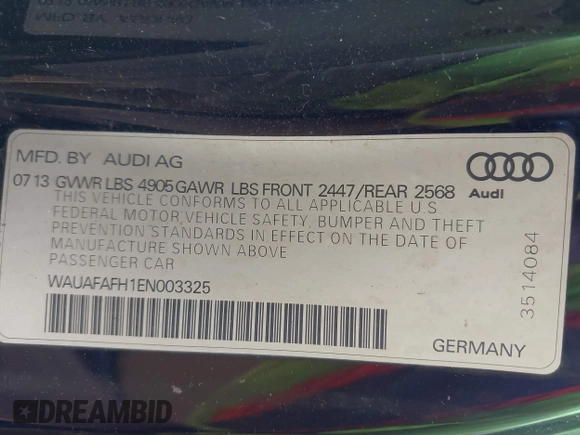 MFD. BY AUDI AG
Audi
07 13 GVWR LBS 4905 GAWR LBS FRONT 2447/REAR 2568
THIS VEHICLE CONFORMS TO ALL APPLICABLE U.S.
FEDERAL MOTOR VEHICLE SAFETY, BUMPER AND THEFT
PREVENTION STANDARDS IN EFFECT ON THE DATE OF
MANUFACTURE SHOWN ABOVE
PASSENGER CAR
WAUAFAFH1EN003325
3514084
GERMANY
DREAMBID